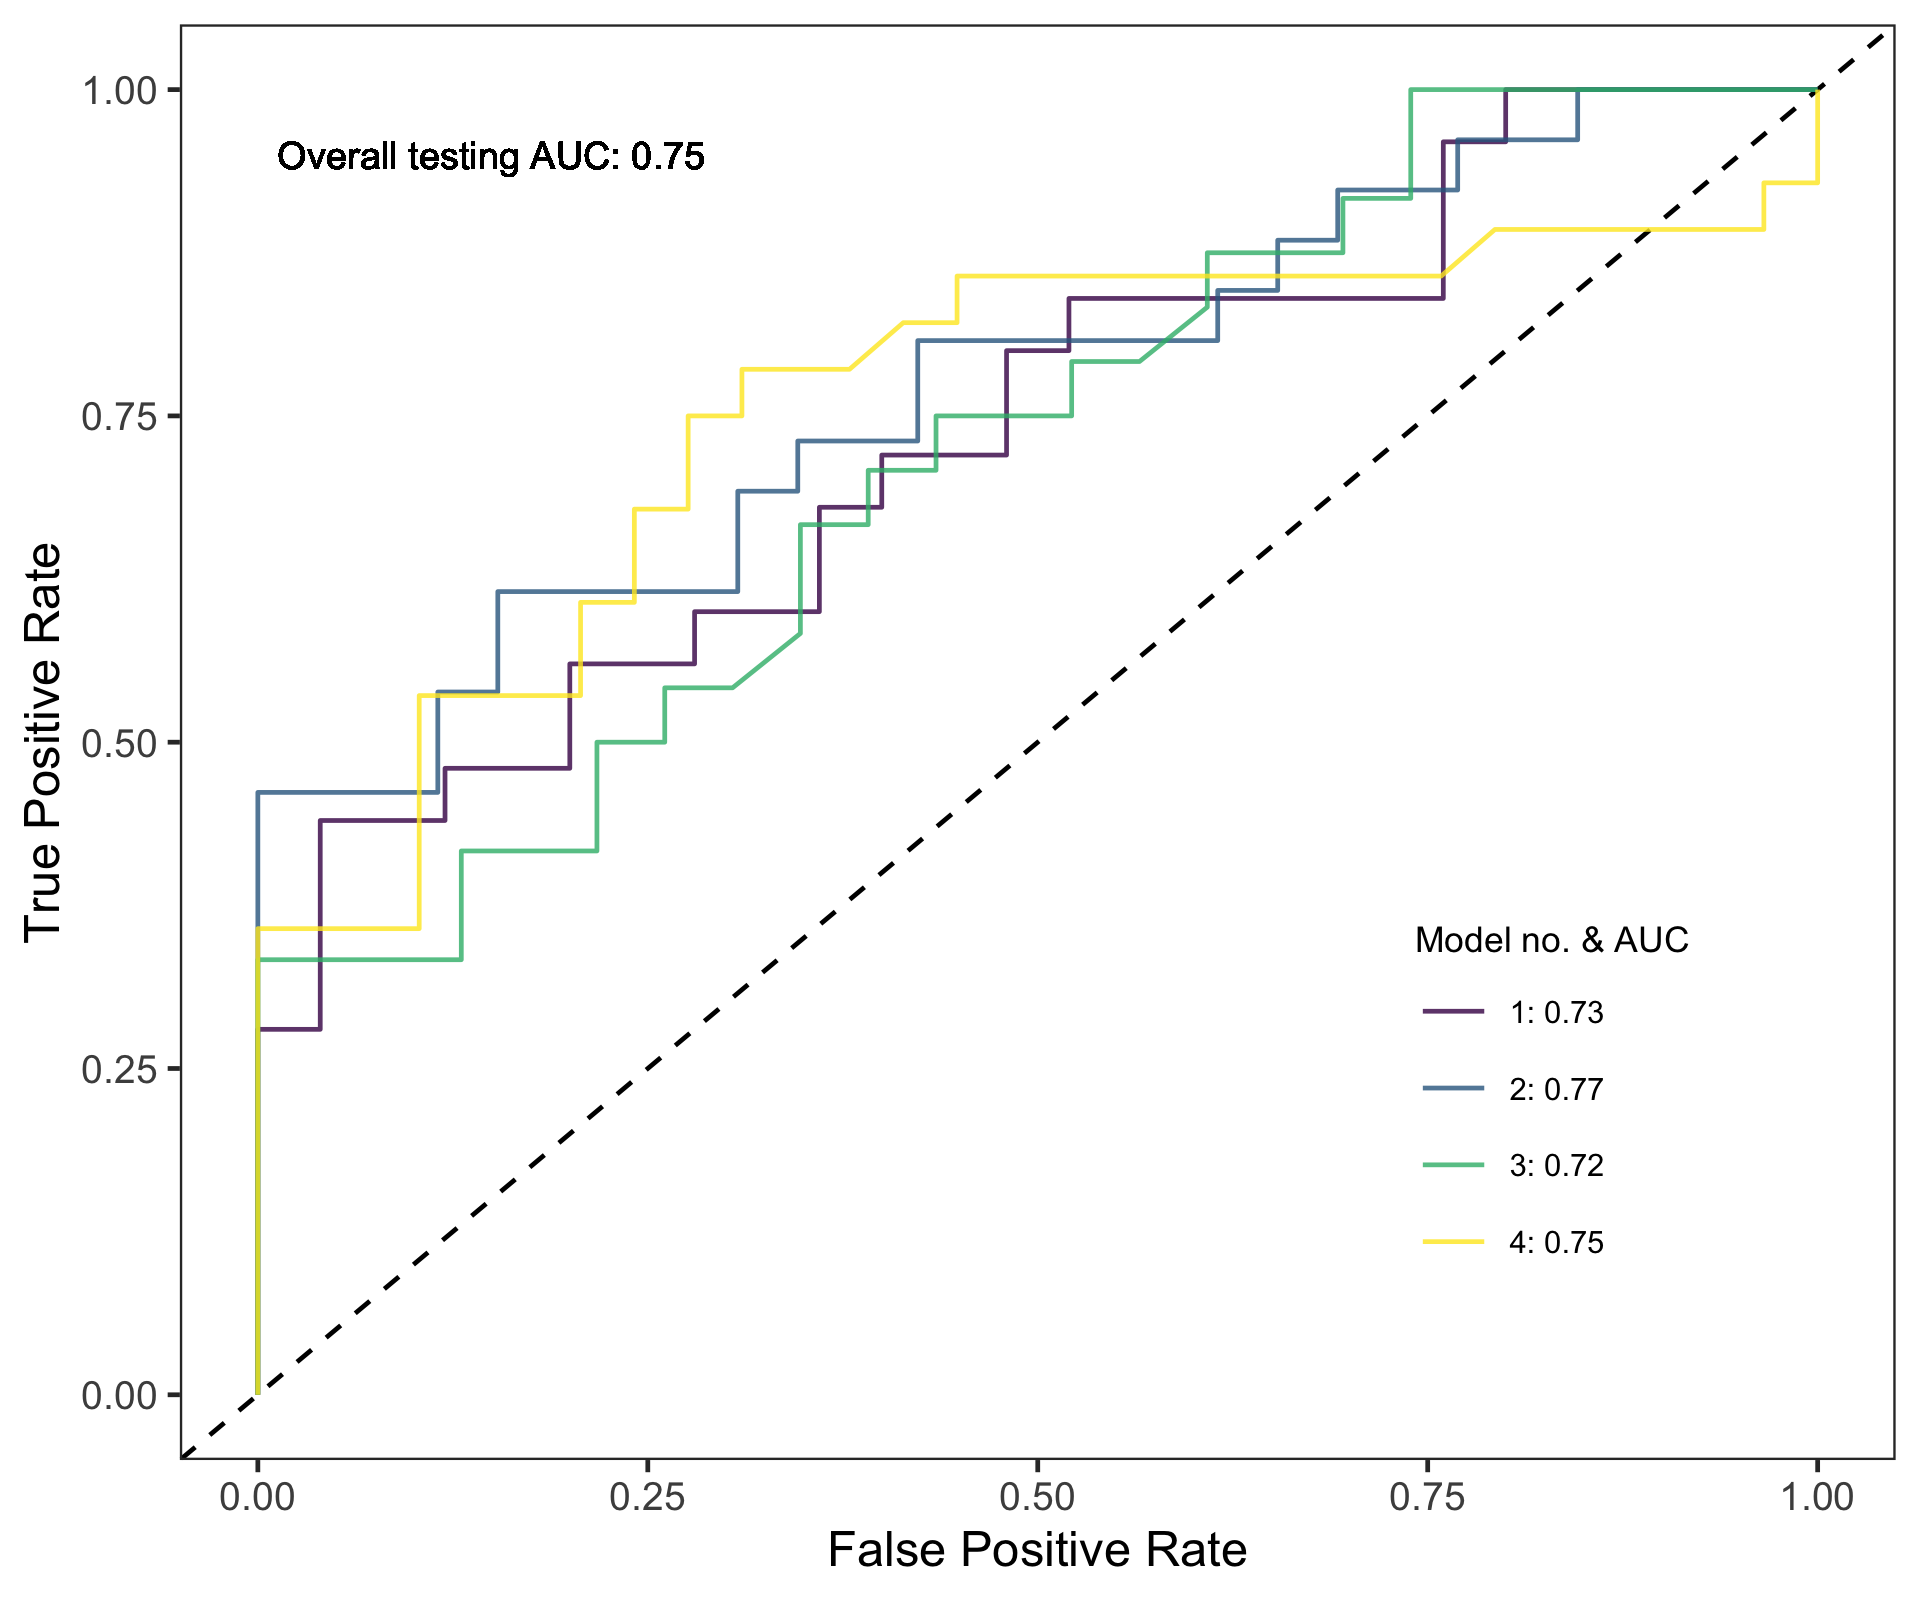 1.00
Overall testing AUC: 0.75
0.75
0.50
0.25
0.00
True Positive Rate
Model no. & AUC
1: 0.73
2: 0.77
3: 0.72
4: 0.75
0.00 0.25 0.50 0.75 1.00
False Positive Rate